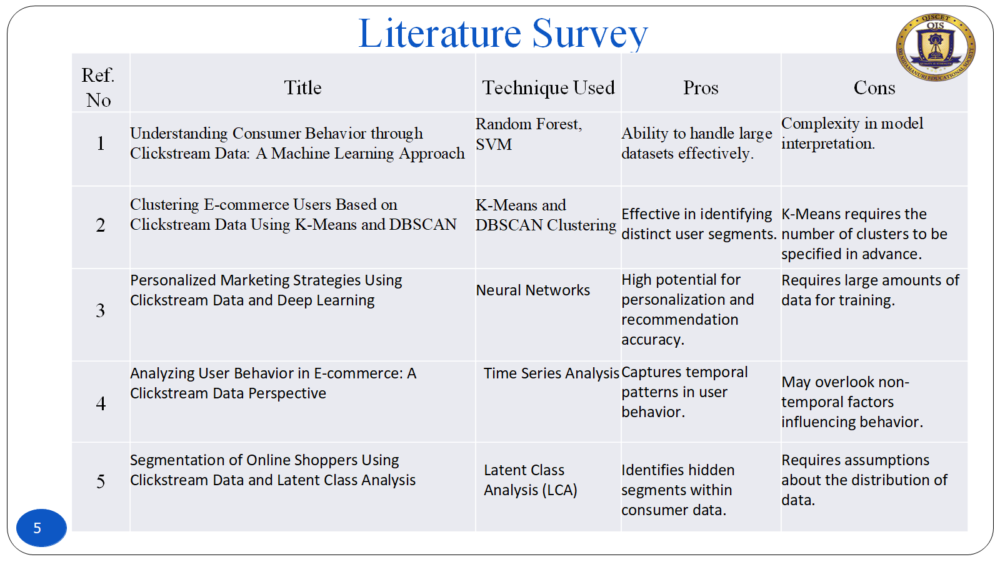 Literature Survey
QISCET
QIS
QUALITY IS STRENGTH
SRI NIDAMANURI EDUCATIONAL SOCIETY
Ref.
No
Title
Technique Used
Pros
Cons
1
Understanding Consumer Behavior through
Clickstream Data: A Machine Learning Approach
Random Forest,
SVM
Ability to handle large
datasets effectively.
Complexity in model
interpretation.
2
Clustering E-commerce Users Based on
Clickstream Data Using K-Means and DBSCAN
K-Means and
DBSCAN Clustering
Effective in identifying
distinct user segments.
K-Means requires the
number of clusters to be
specified in advance.
3
Personalized Marketing Strategies Using
Clickstream Data and Deep Learning
Neural Networks
High potential for
personalization and
recommendation
accuracy.
Requires large amounts of
data for training.
4
Analyzing User Behavior in E-commerce: A
Clickstream Data Perspective
Time Series Analysis
Captures temporal
patterns in user
behavior.
May overlook non-
temporal factors
influencing behavior.
5
Segmentation of Online Shoppers Using
Clickstream Data and Latent Class Analysis
Latent Class
Analysis (LCA)
Identifies hidden
segments within
consumer data.
Requires assumptions
about the distribution of
data.
5